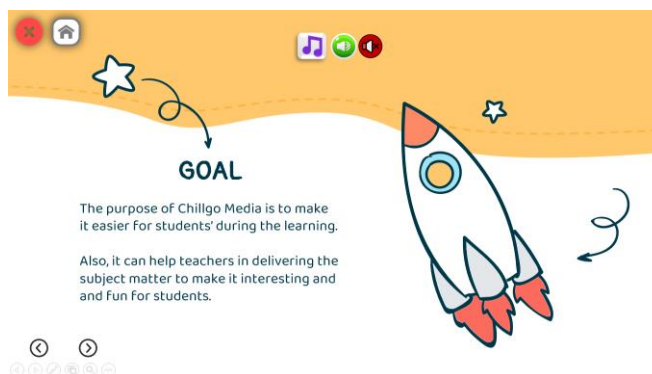 GOAL
The purpose of Chillgo Media is to make
it easier for students' during the learning.
Also, it can help teachers in delivering the
subject matter to make it interesting and
and fun for students.